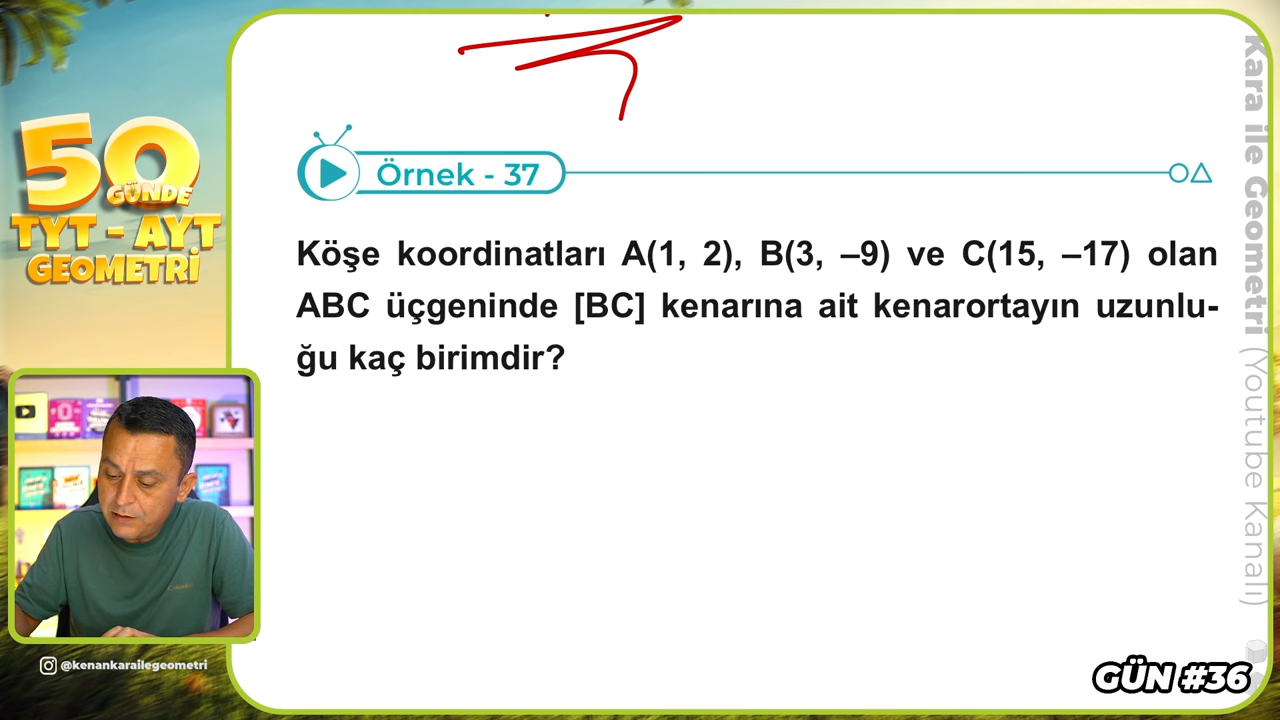 50
GÜNDE
TYT - AYT
GEOMETRİ
Örnek - 37
Köşe koordinatları A(1, 2), B(3, –9) ve C(15, –17) olan
ABC üçgeninde [BC] kenarına ait kenarortayın uzunlu-
ğu kaç birimdir?
Kara ile Geometri (Youtube Kanalı)
@kenankarailegeometri
GÜN #36